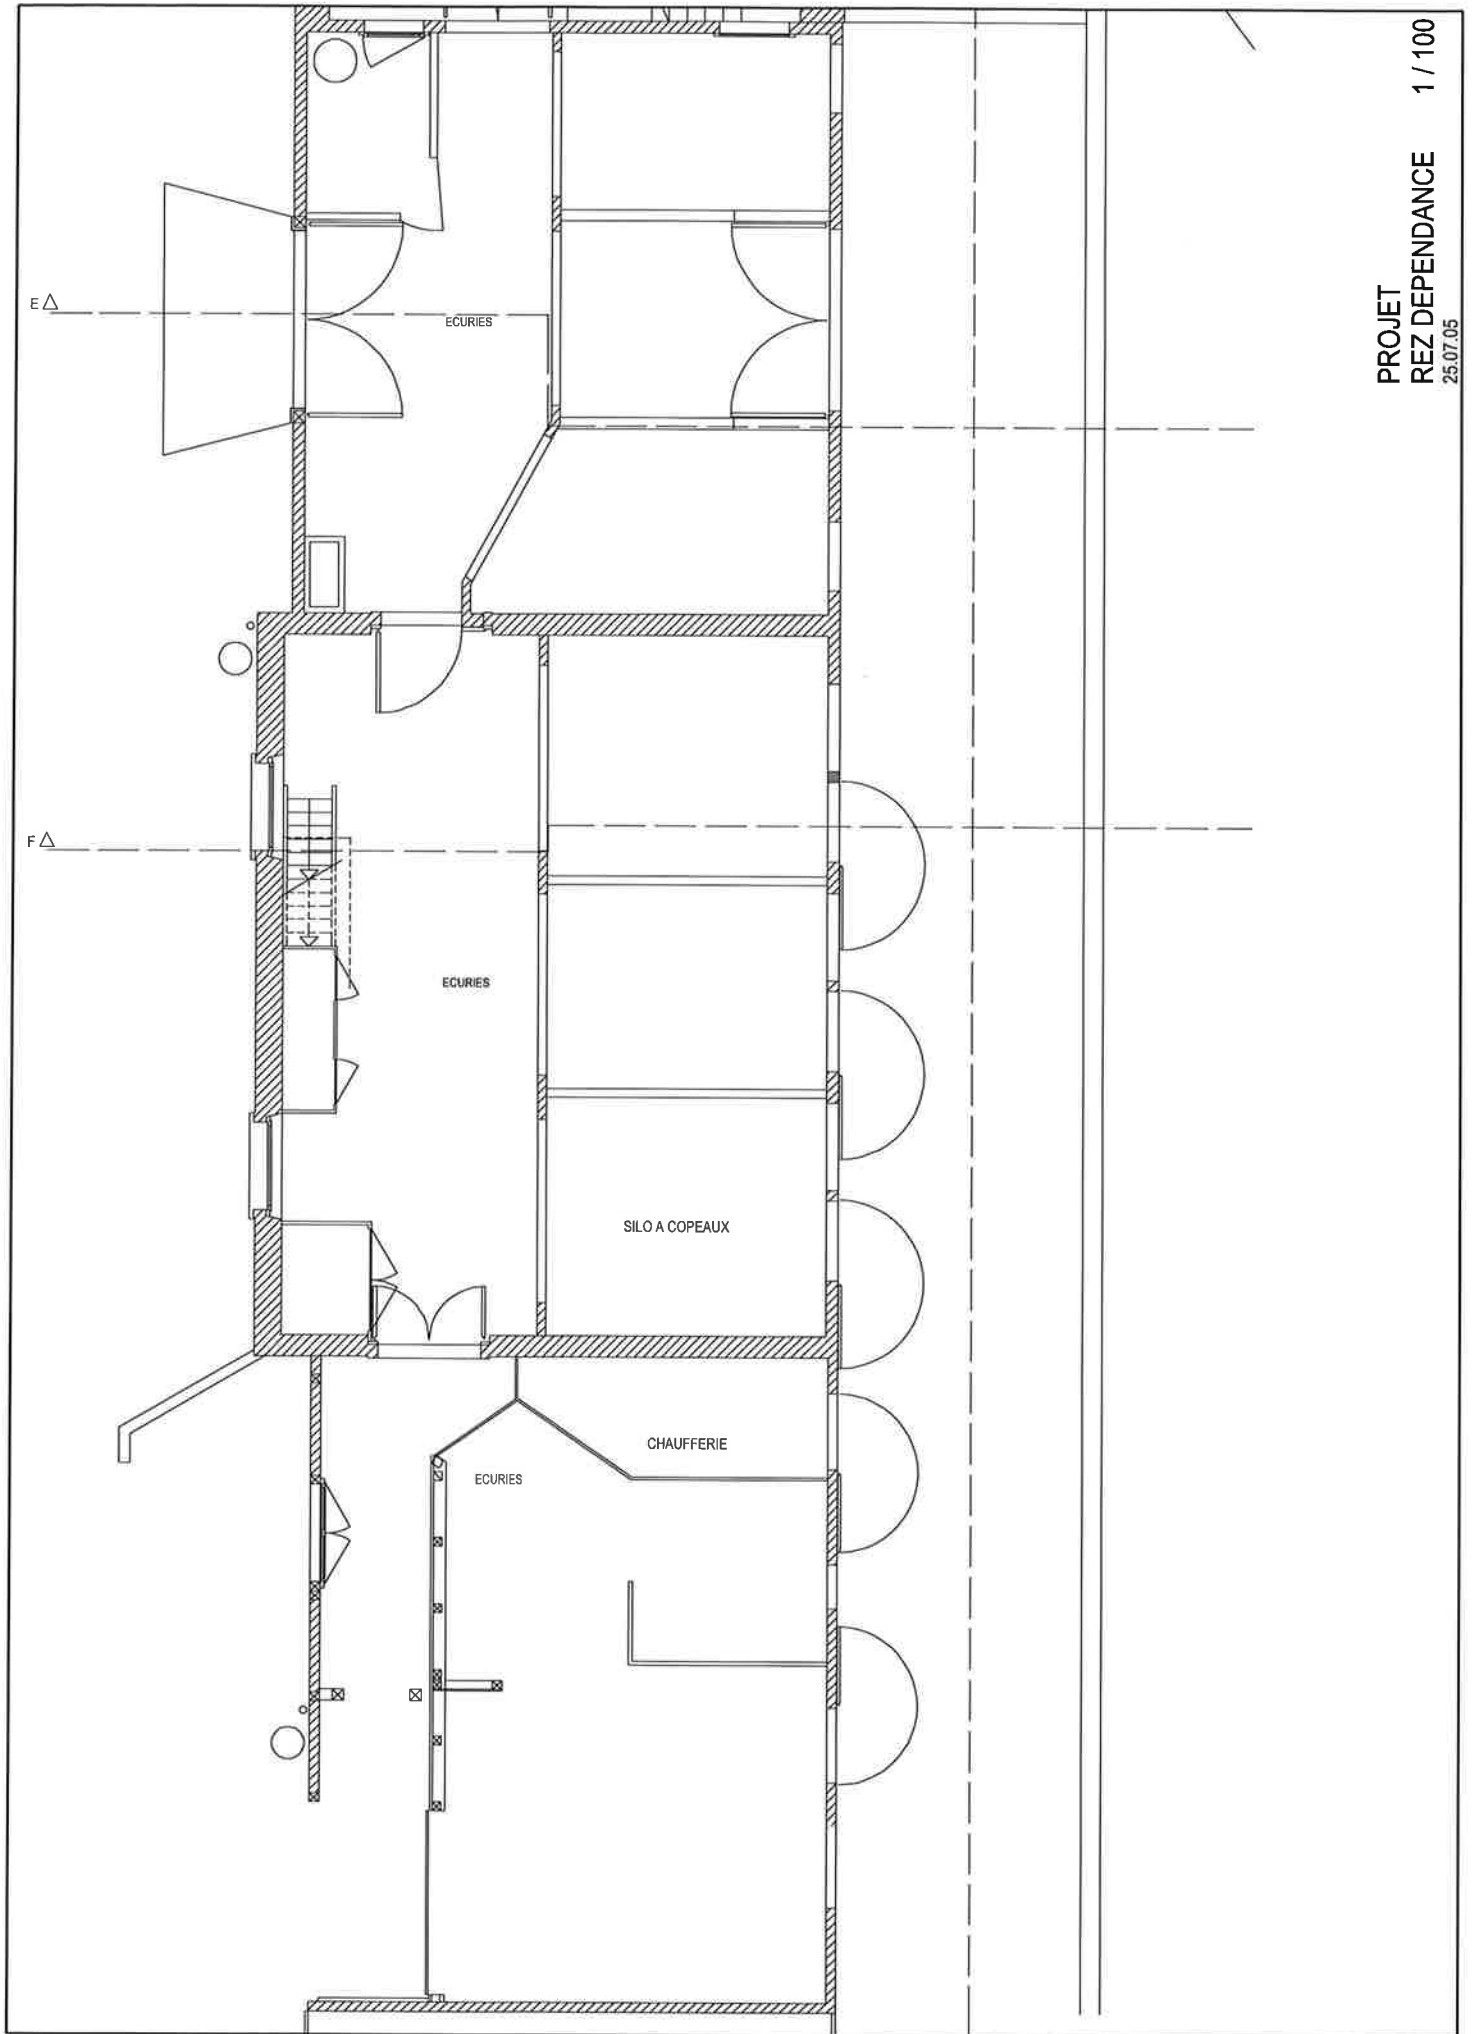 PROJET
REZ DEPENDANCE 1 / 100
25.07.05
E
ECURIES
F
ECURIES
SILO A COPEAUX
CHAUFFERIE
ECURIES